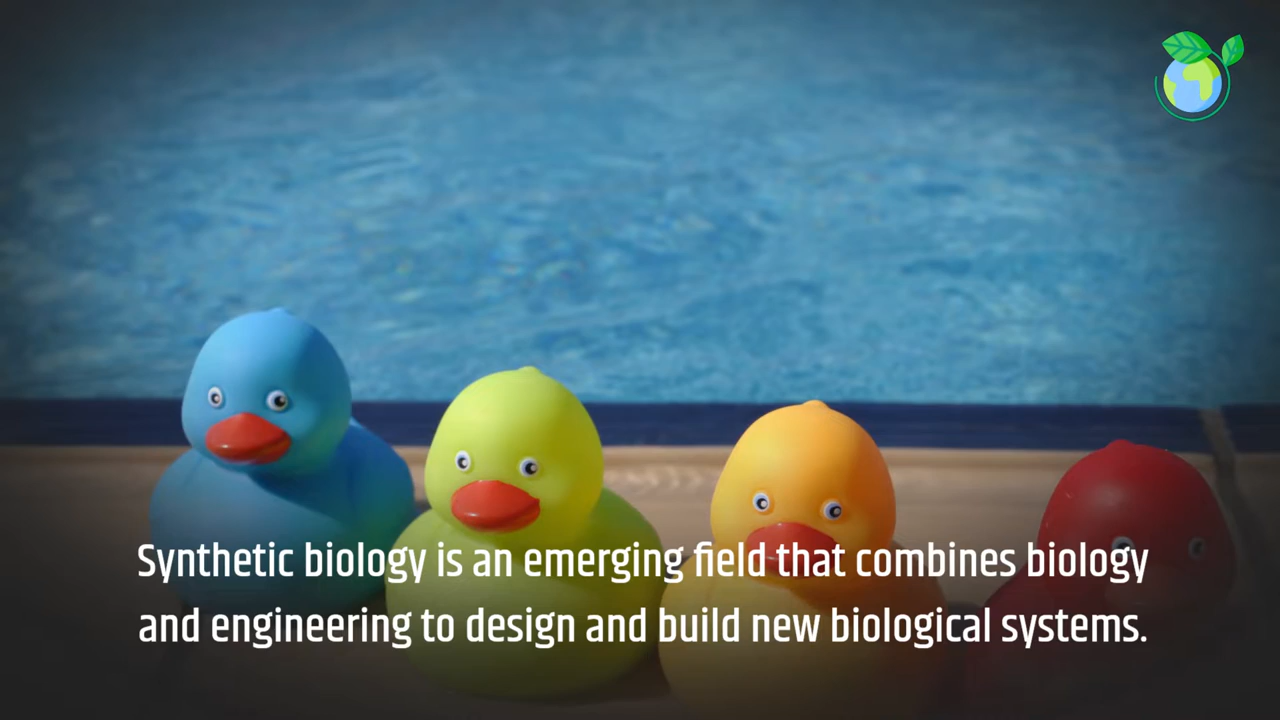 Synthetic biology is an emerging field that combines biology
and engineering to design and build new biological systems.